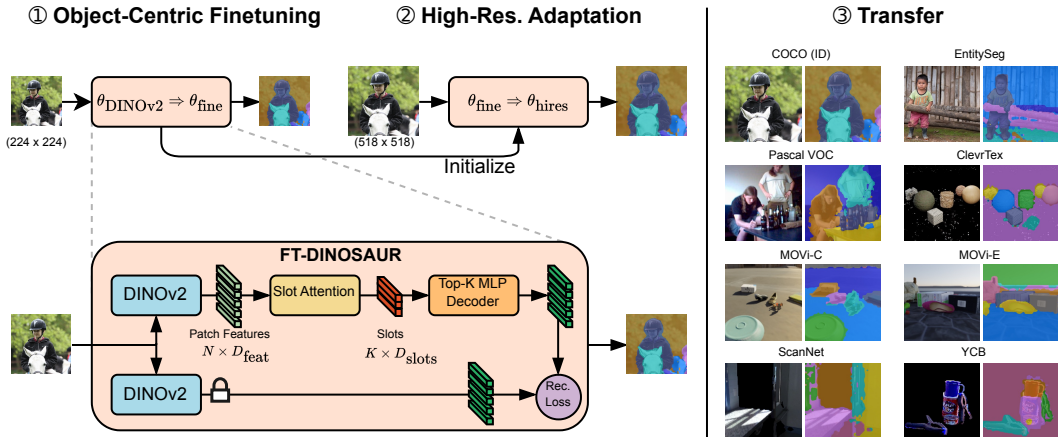 ① Object-Centric Finetuning
② High-Res. Adaptation
③ Transfer
θDINOv2 ⇒ θfine
(224 x 224)
θfine ⇒ θhires
(518 x 518)
Initialize
FT-DINOSAUR
DINOv2
Patch Features
N × Dfeat
Slot Attention
Slots
K × Dslots
Top-K MLP
Decoder
DINOv2
Rec.
Loss
COCO (ID)
EntitySeg
Pascal VOC
ClevrTex
MOVi-C
MOVi-E
ScanNet
YCB